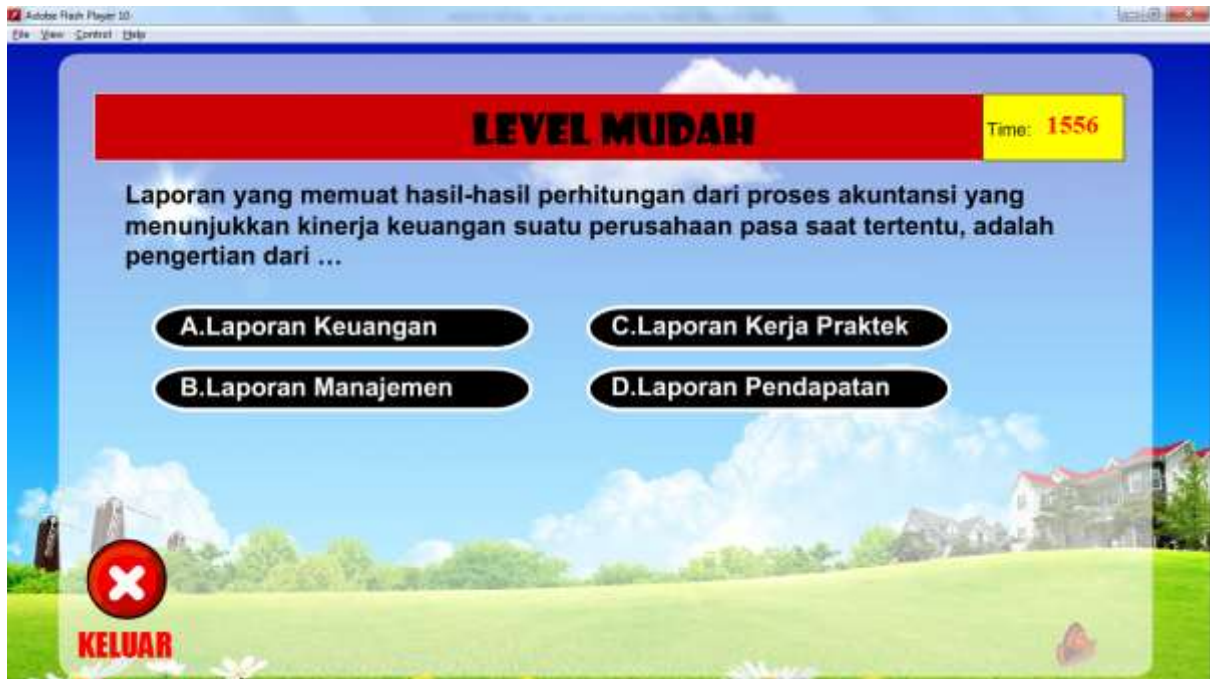 Adobe Flash Player 10
File View Control Help
LEVEL MUDAH
Time: 1556
Laporan yang memuat hasil-hasil perhitungan dari proses akuntansi yang
menunjukkan kinerja keuangan suatu perusahaan pasa saat tertentu, adalah
pengertian dari …
A.Laporan Keuangan
C.Laporan Kerja Praktek
B.Laporan Manajemen
D.Laporan Pendapatan
KELUAR